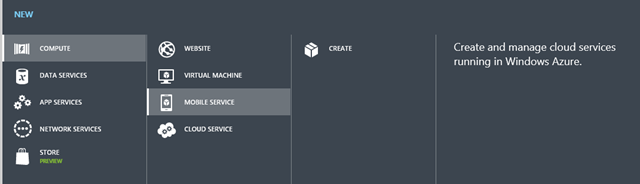 NEW
COMPUTE
DATA SERVICES
APP SERVICES
NETWORK SERVICES
STORE
PREVIEW
WEBSITE
VIRTUAL MACHINE
MOBILE SERVICE
CLOUD SERVICE
CREATE
Create and manage cloud services
running in Windows Azure.